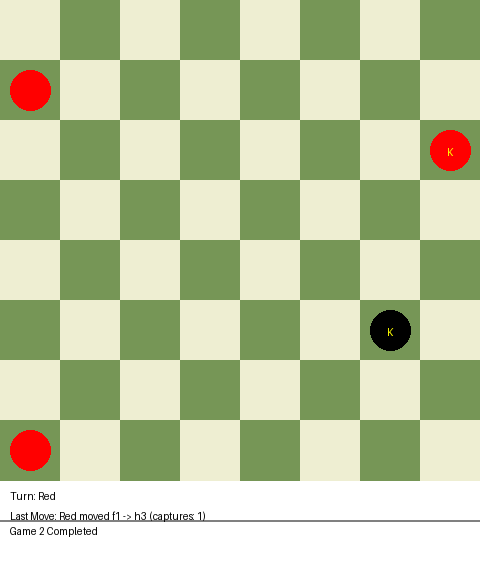 K
K
Turn: Red
Last Move: Red moved f1 -> h3 (captures: 1)
Game 2 Completed